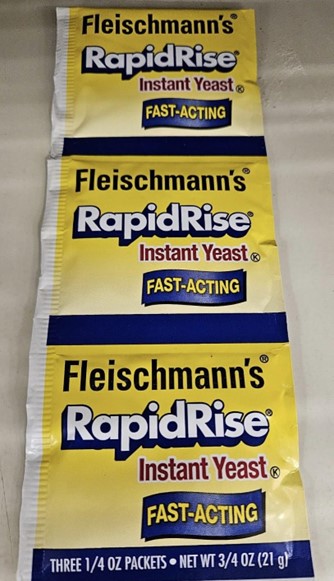 Fleischmann's®
RapidRise®
Instant Yeast Ⓚ
FAST-ACTING
Fleischmann's®
RapidRise®
Instant Yeast Ⓚ
FAST-ACTING
Fleischmann's®
RapidRise®
Instant Yeast Ⓚ
FAST-ACTING
THREE 1/4 OZ PACKETS • NET WT 3/4 OZ (21 g)